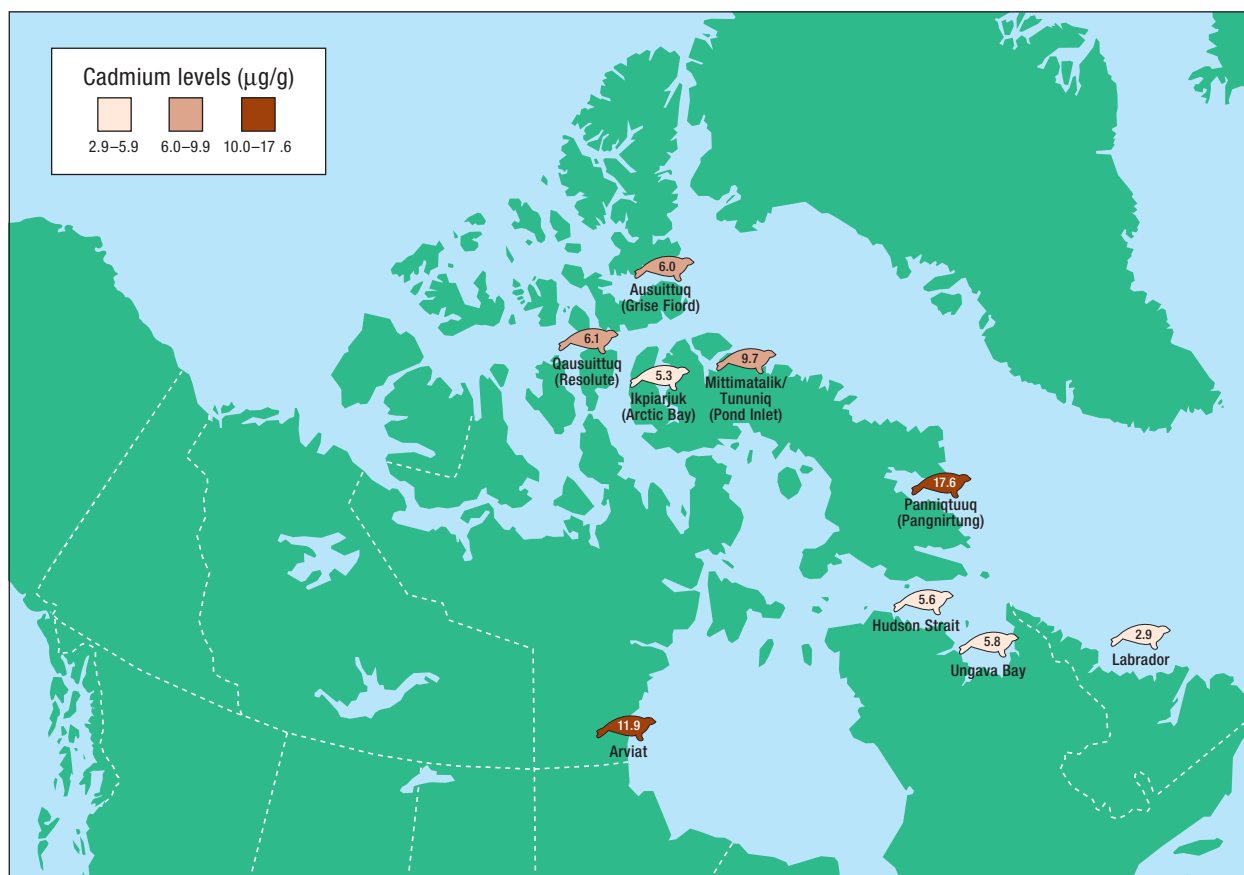 Cadmium levels (μg/g)
2.9–5.9 6.0–9.9 10.0–17 .6
6.0
Ausuittuq
(Grise Fiord)
6.1
Qausuittuq
(Resolute)
5.3
Ikpiarjuk
(Arctic Bay)
9.7
Mittimatalik/
Tununiq
(Pond Inlet)
17.6
Panniqtuuq
(Pangnirtung)
5.6
Hudson Strait
5.8
Ungava Bay
2.9
Labrador
11.9
Arviat